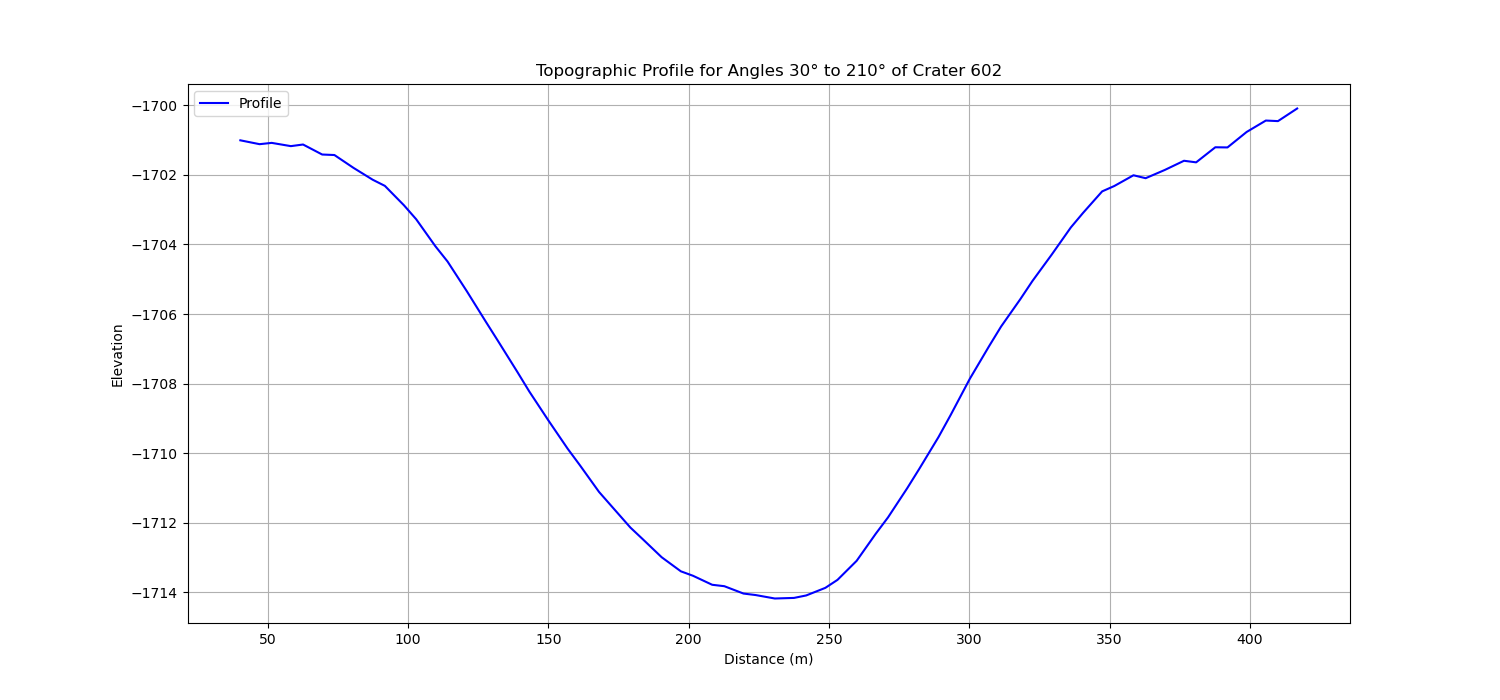 Topographic Profile for Angles 30° to 210° of Crater 602
Profile
−1700
−1702
−1704
−1706
−1708
−1710
−1712
−1714
Elevation
50 100 150 200 250 300 350 400
Distance (m)